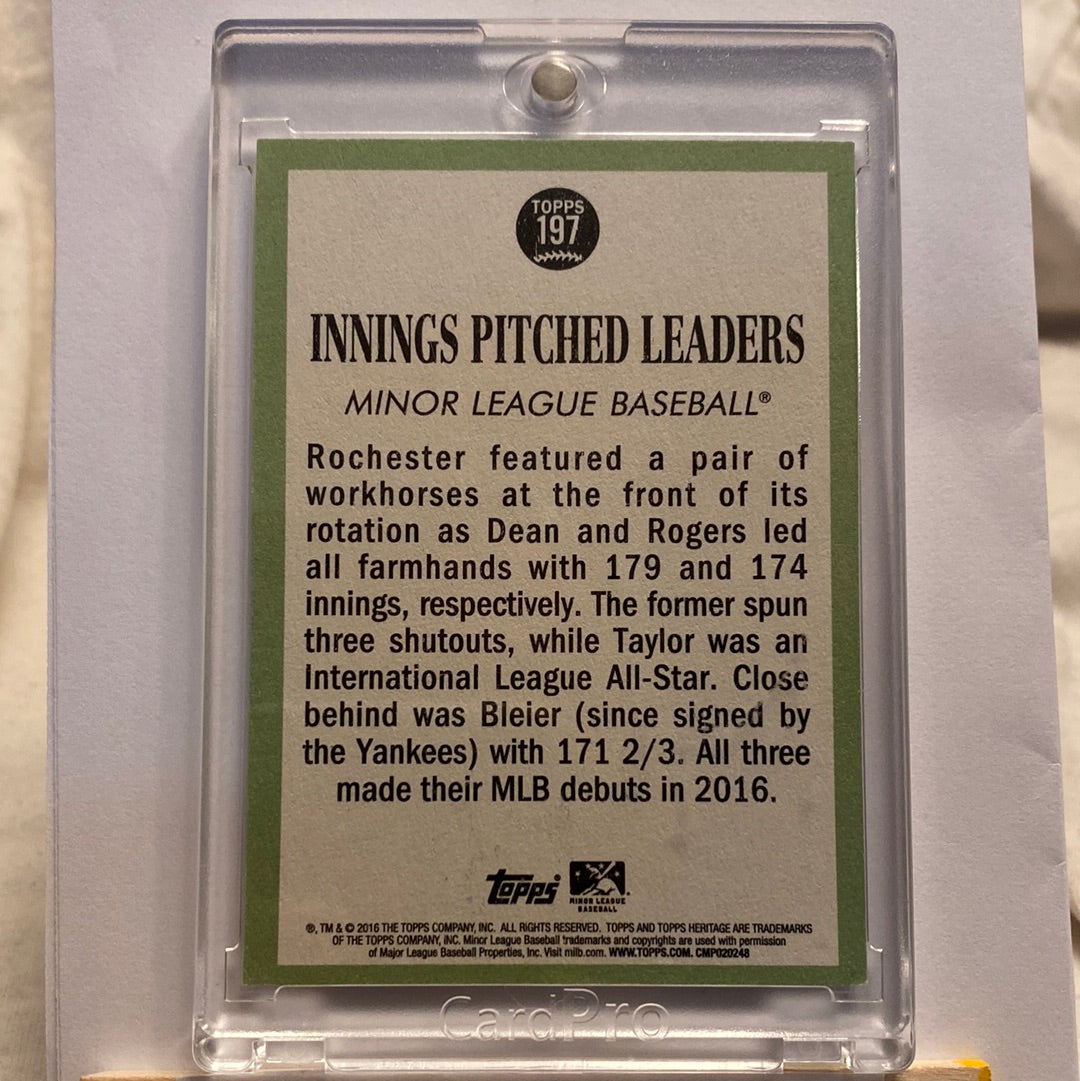 TOPPS
197
INNINGS PITCHED LEADERS
MINOR LEAGUE BASEBALL®
Rochester featured a pair of
workhorses at the front of its
rotation as Dean and Rogers led
all farmhands with 179 and 174
innings, respectively. The former spun
three shutouts, while Taylor was an
International League All-Star. Close
behind was Bleier (since signed by
the Yankees) with 171 2/3. All three
made their MLB debuts in 2016.
Topps®
MINOR LEAGUE
BASEBALL
®, TM & © 2016 THE TOPPS COMPANY, INC. ALL RIGHTS RESERVED. TOPPS AND TOPPS HERITAGE ARE TRADEMARKS
OF THE TOPPS COMPANY, INC. Minor League Baseball trademarks and copyrights are used with permission
of Major League Baseball Properties, Inc. Visit milb.com. WWW.TOPPS.COM. CMP020248
CardPro